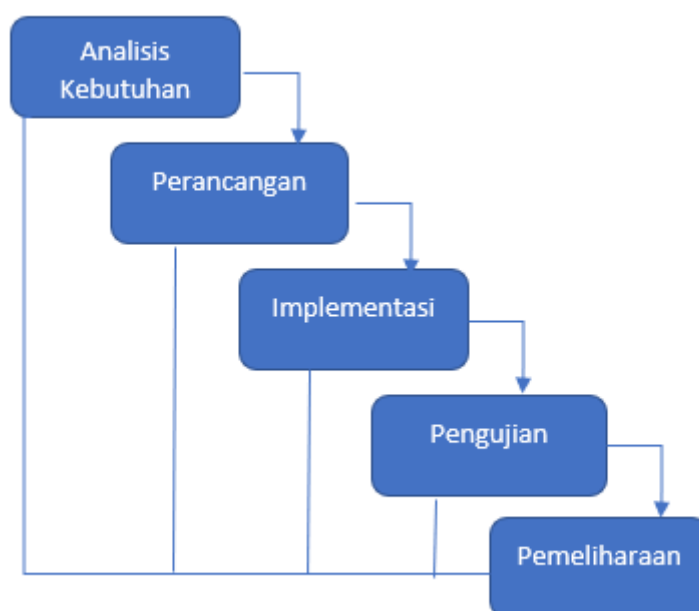 Analisis
Kebutuhan
Perancangan
Implementasi
Pengujian
Pemeliharaan